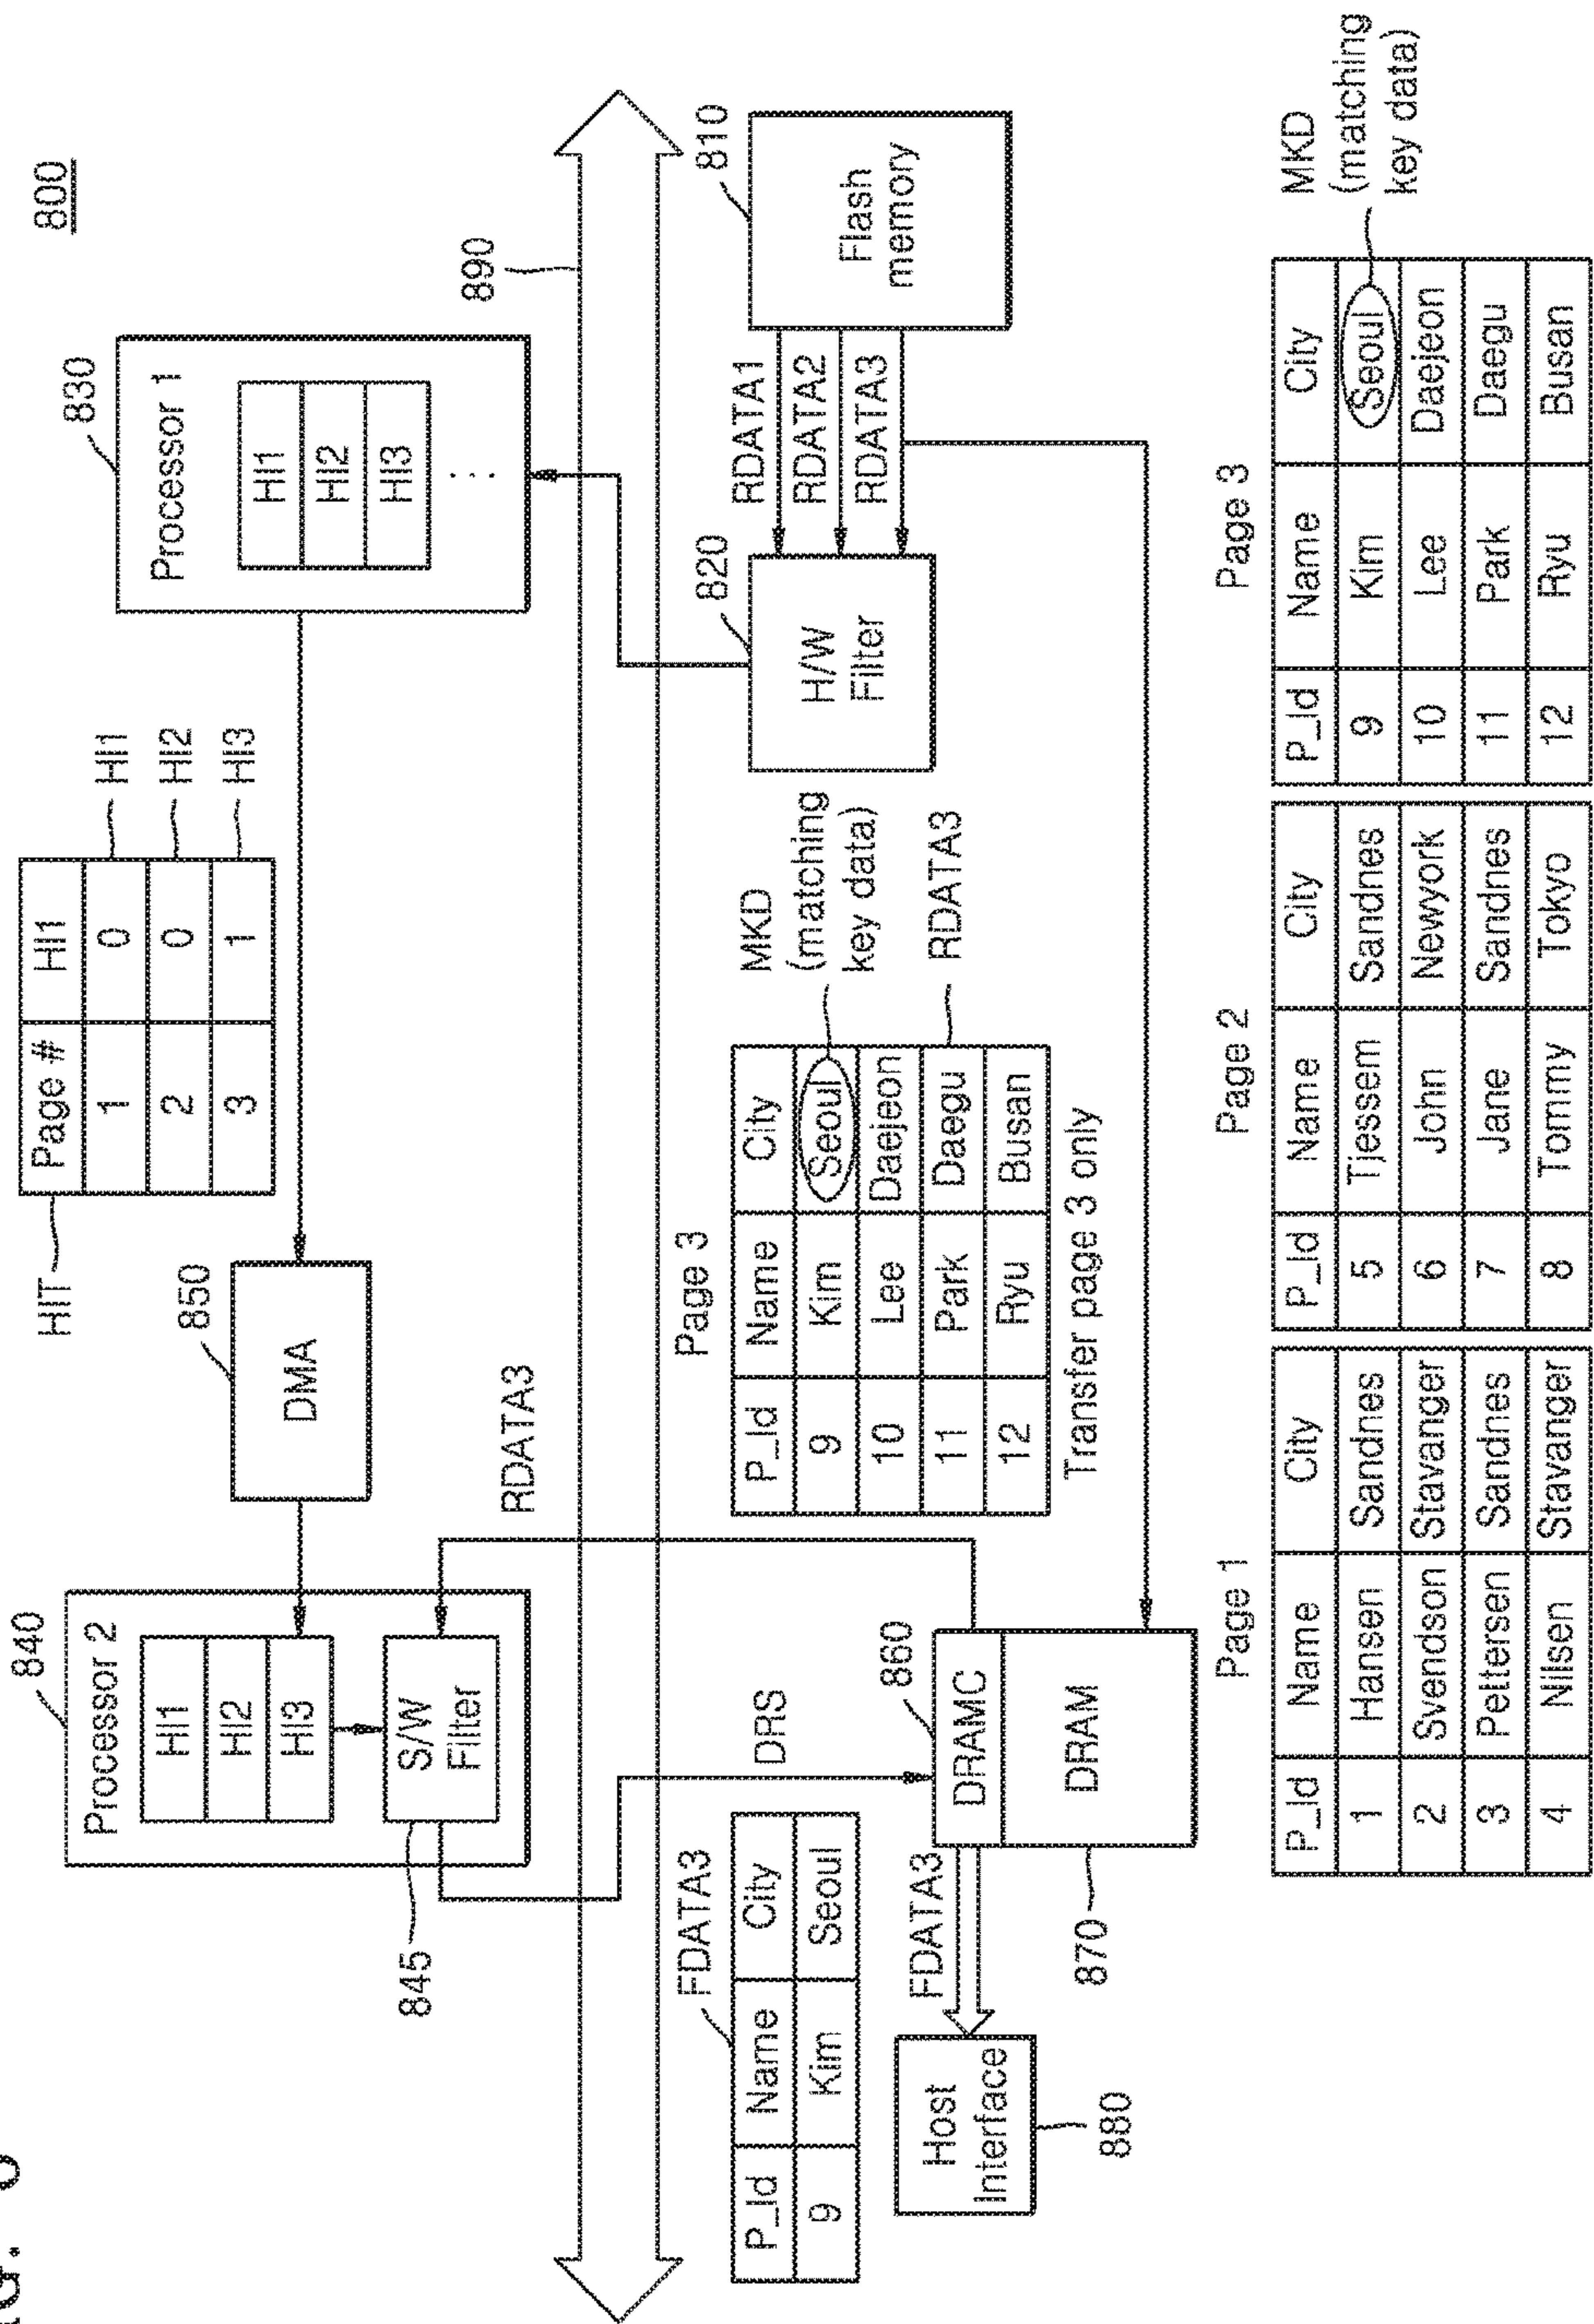 800
HIT
Page # HI1
1 0 HI1
2 0 HI2
3 1 HI3
840
Processor 2
HI1
HI2
HI3
S/W
Filter
845
850
DMA
830
Processor 1
HI1
HI2
HI3
RDATA3
890
FDATA3
P_Id Name City
9 Kim Seoul
DRS
Page 3
P_Id Name City
9 Kim Seoul
10 Lee Daejeon
11 Park Daegu
12 Ryu Busan
MKD
(matching
key data)
RDATA3
Transfer page 3 only
820
H/W
Filter
RDATA1
RDATA2
RDATA3
810
Flash
memory
Host
Interface
880
FDATA3
860
DRAMC
DRAM
870
Page 1
P_Id Name City
1 Hansen Sandnes
2 Svendson Stavanger
3 Pettersen Sandnes
4 Nilsen Stavanger
Page 2
P_Id Name City
5 Tjessem Sandnes
6 John Newyork
7 Jane Sandnes
8 Tommy Tokyo
Page 3
P_Id Name City
9 Kim Seoul
10 Lee Daejeon
11 Park Daegu
12 Ryu Busan
MKD
(matching
key data)